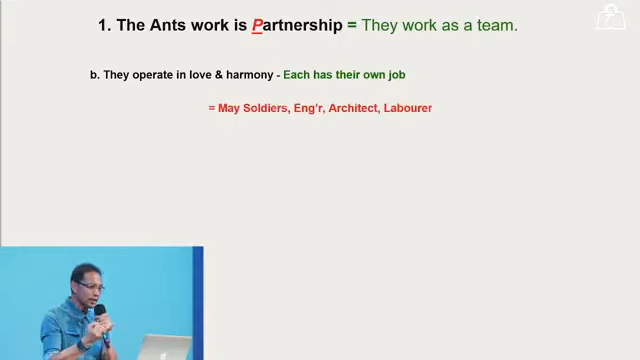 1. The Ants work is Partnership = They work as a team.
b. They operate in love & harmony - Each has their own job
= May Soldiers, Eng'r, Architect, Labourer